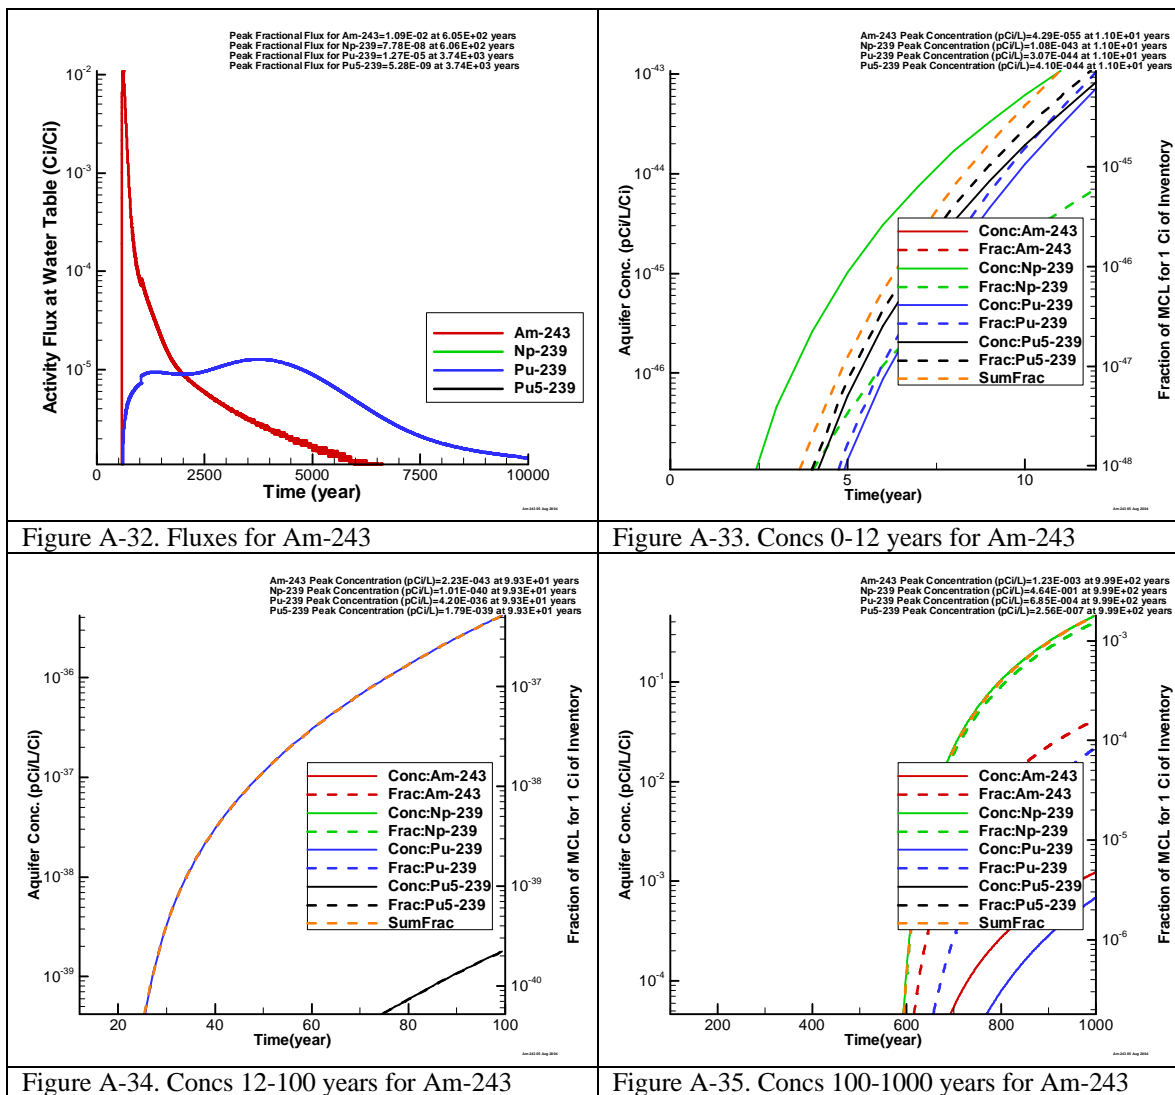 Peak Fractional Flux for Am-243=1.09E-02 at 6.05E+02 years
Peak Fractional Flux for Np-239=7.78E-08 at 6.06E+02 years
Peak Fractional Flux for Pu-239=1.27E-05 at 3.74E+03 years
Peak Fractional Flux for Pu5-239=5.28E-09 at 3.74E+03 years
10^-2
10^-3
10^-4
10^-5
Activity Flux at Water Table (Ci/Ci)
Am-243
Np-239
Pu-239
Pu5-239
0 2500 5000 7500 10000
Time (year)
Am-243 05 Aug 2004
Figure A-32. Fluxes for Am-243
Am-243 Peak Concentration (pCi/L)=4.29E-055 at 1.10E+01 years
Np-239 Peak Concentration (pCi/L)=1.08E-043 at 1.10E+01 years
Pu-239 Peak Concentration (pCi/L)=3.07E-044 at 1.10E+01 years
Pu5-239 Peak Concentration (pCi/L)=4.10E-044 at 1.10E+01 years
10^-43
10^-44
10^-45
10^-46
Aquifer Conc. (pCi/L/Ci)
10^-45
10^-46
10^-47
10^-48
Fraction of MCL for 1 Ci of Inventory
Conc:Am-243
Frac:Am-243
Conc:Np-239
Frac:Np-239
Conc:Pu-239
Frac:Pu-239
Conc:Pu5-239
Frac:Pu5-239
SumFrac
0 5 10
Time(year)
Am-243 05 Aug 2004
Figure A-33. Concs 0-12 years for Am-243
Am-243 Peak Concentration (pCi/L)=2.23E-043 at 9.93E+01 years
Np-239 Peak Concentration (pCi/L)=1.01E-040 at 9.93E+01 years
Pu-239 Peak Concentration (pCi/L)=4.20E-036 at 9.93E+01 years
Pu5-239 Peak Concentration (pCi/L)=1.79E-039 at 9.93E+01 years
10^-36
10^-37
10^-38
10^-39
Aquifer Conc. (pCi/L/Ci)
10^-37
10^-38
10^-39
10^-40
Fraction of MCL for 1 Ci of Inventory
Conc:Am-243
Frac:Am-243
Conc:Np-239
Frac:Np-239
Conc:Pu-239
Frac:Pu-239
Conc:Pu5-239
Frac:Pu5-239
SumFrac
20 40 60 80 100
Time(year)
Am-243 05 Aug 2004
Figure A-34. Concs 12-100 years for Am-243
Am-243 Peak Concentration (pCi/L)=1.23E-003 at 9.99E+02 years
Np-239 Peak Concentration (pCi/L)=4.64E-001 at 9.99E+02 years
Pu-239 Peak Concentration (pCi/L)=6.85E-004 at 9.99E+02 years
Pu5-239 Peak Concentration (pCi/L)=2.56E-007 at 9.99E+02 years
10^-1
10^-2
10^-3
10^-4
Aquifer Conc. (pCi/L/Ci)
10^-3
10^-4
10^-5
10^-6
Fraction of MCL for 1 Ci of Inventory
Conc:Am-243
Frac:Am-243
Conc:Np-239
Frac:Np-239
Conc:Pu-239
Frac:Pu-239
Conc:Pu5-239
Frac:Pu5-239
SumFrac
200 400 600 800 1000
Time(year)
Am-243 05 Aug 2004
Figure A-35. Concs 100-1000 years for Am-243